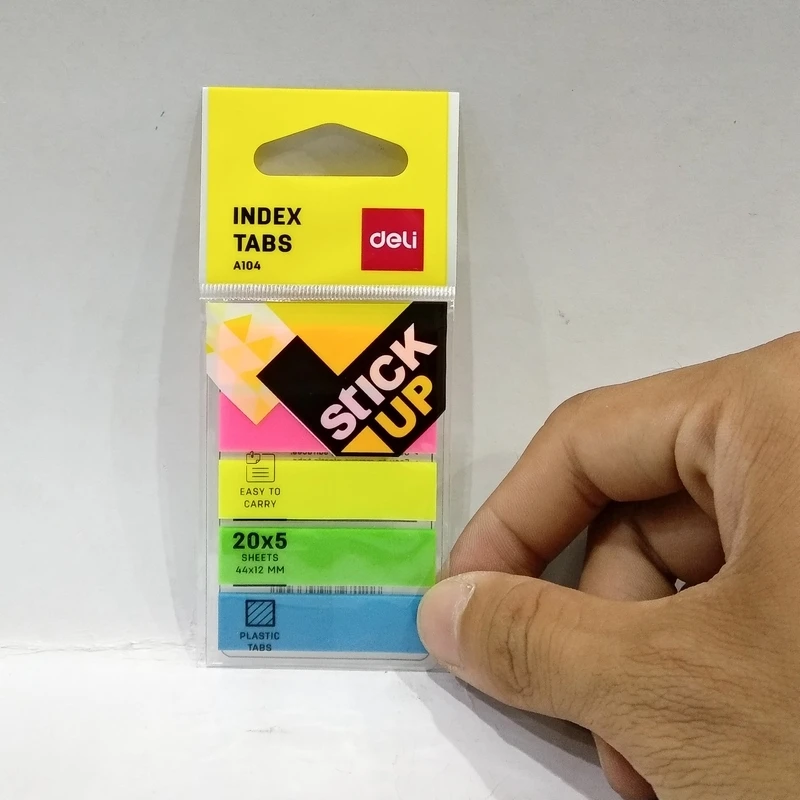 INDEX
TABS
A104
deli
STICK
UP
EASY TO
CARRY
20x5
SHEETS
44x12 MM
PLASTIC
TABS